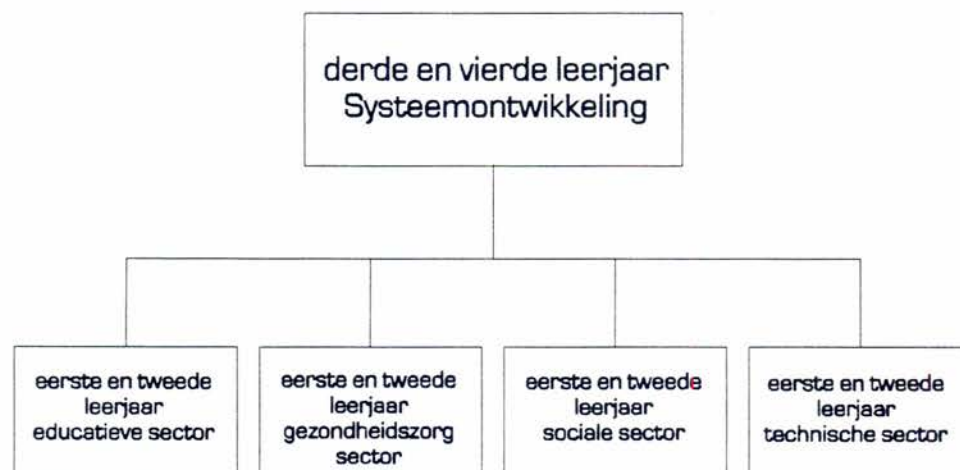 derde en vierde leerjaar
Systeemontwikkeling
eerste en tweede
leerjaar
educatieve sector
eerste en tweede
leerjaar
gezondheidszorg
sector
eerste en tweede
leerjaar
sociale sector
eerste en tweede
leerjaar
technische sector